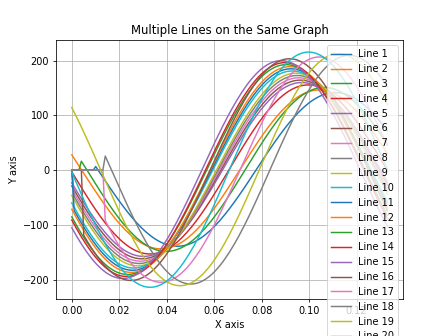 Multiple Lines on the Same Graph
Y axis
200
100
0
−100
−200
0.00
0.02
0.04
0.06
0.08
0.10
X axis
Line 1
Line 2
Line 3
Line 4
Line 5
Line 6
Line 7
Line 8
Line 9
Line 10
Line 11
Line 12
Line 13
Line 14
Line 15
Line 16
Line 17
Line 18
Line 19
Line 20